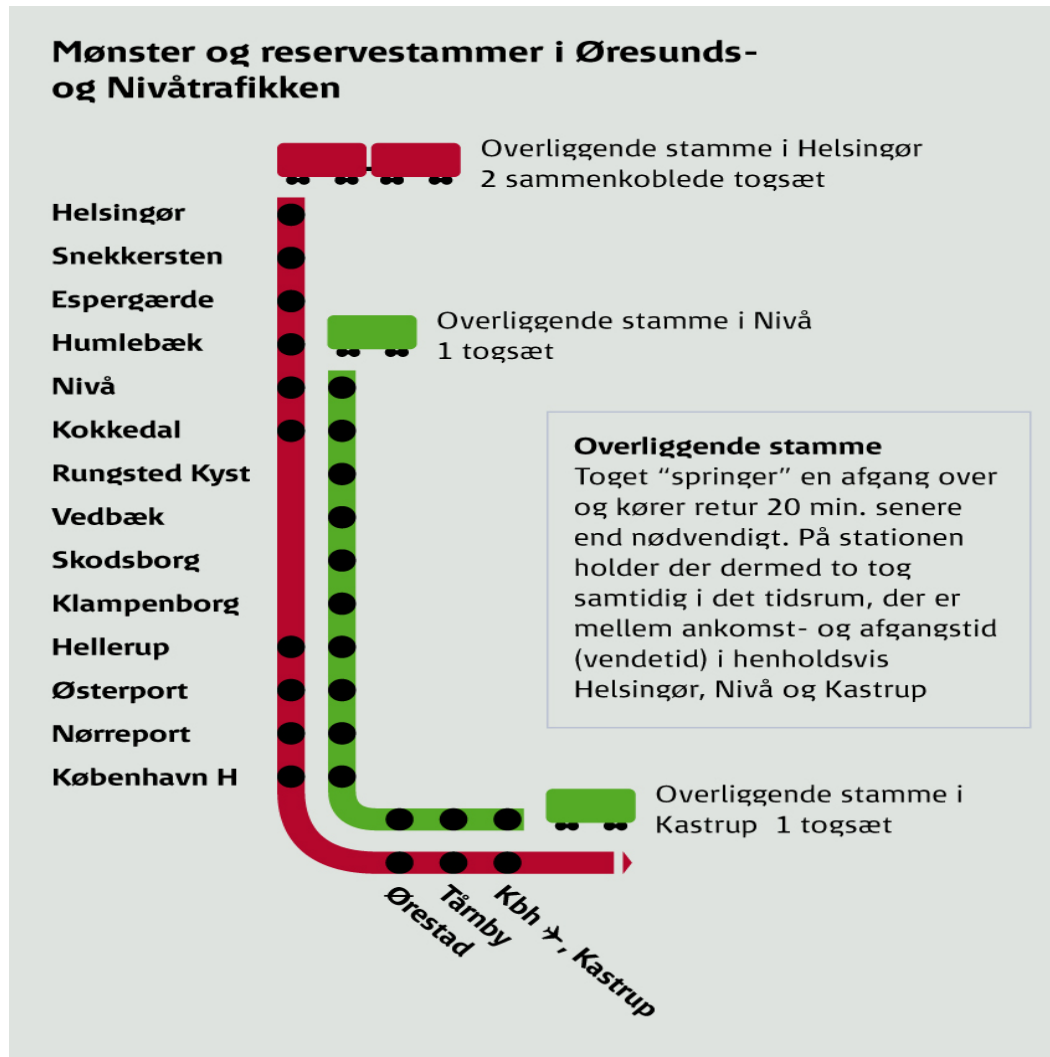 Mønster og reservestammer i Øresunds-
og Nivåtrafikken
Overliggende stamme i Helsingør
2 sammenkoblede togsæt
Helsingør
Snekkersten
Espergærde
Humlebæk
Overliggende stamme i Nivå
1 togsæt
Nivå
Kokkedal
Rungsted Kyst
Vedbæk
Skodsborg
Klampenborg
Hellerup
Østerport
Nørreport
København H
Overliggende stamme
Toget “springer” en afgang over
og kører retur 20 min. senere
end nødvendigt. På stationen
holder der dermed to tog
samtidig i det tidsrum, der er
mellem ankomst- og afgangstid
(vendetid) i henholdsvis
Helsingør, Nivå og Kastrup
Overliggende stamme i
Kastrup 1 togsæt
Ørestad
Tårnby
Kbh ✈, Kastrup